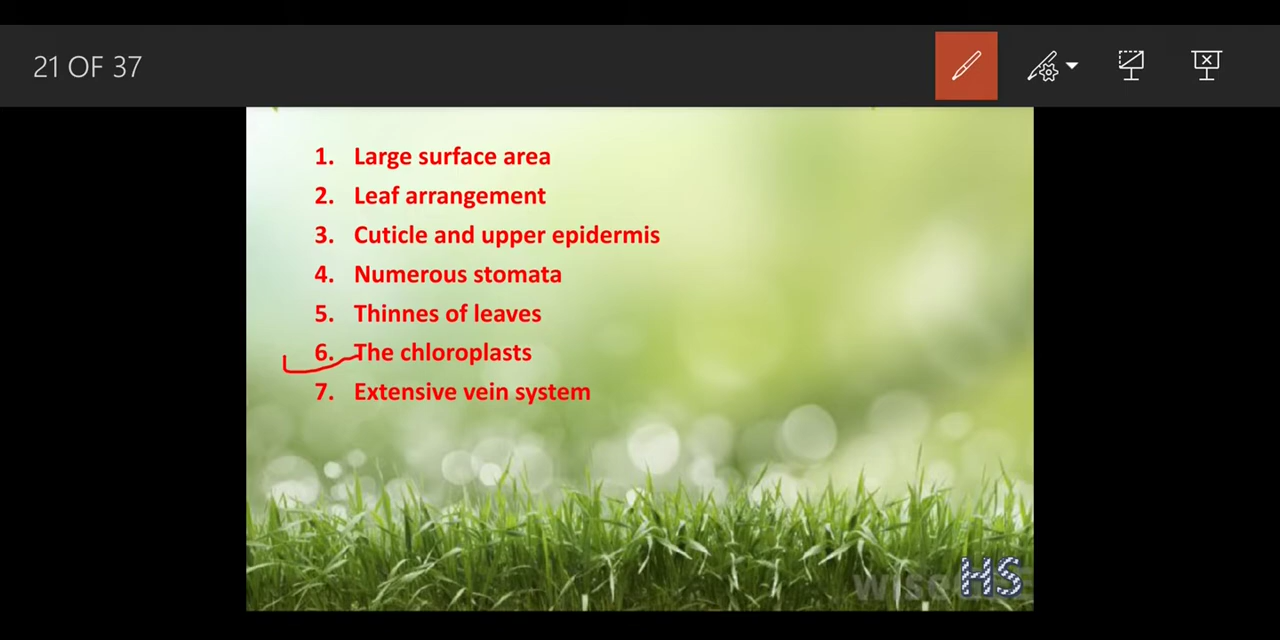 21 OF 37
1. Large surface area
2. Leaf arrangement
3. Cuticle and upper epidermis
4. Numerous stomata
5. Thinnes of leaves
6. The chloroplasts
7. Extensive vein system
HS